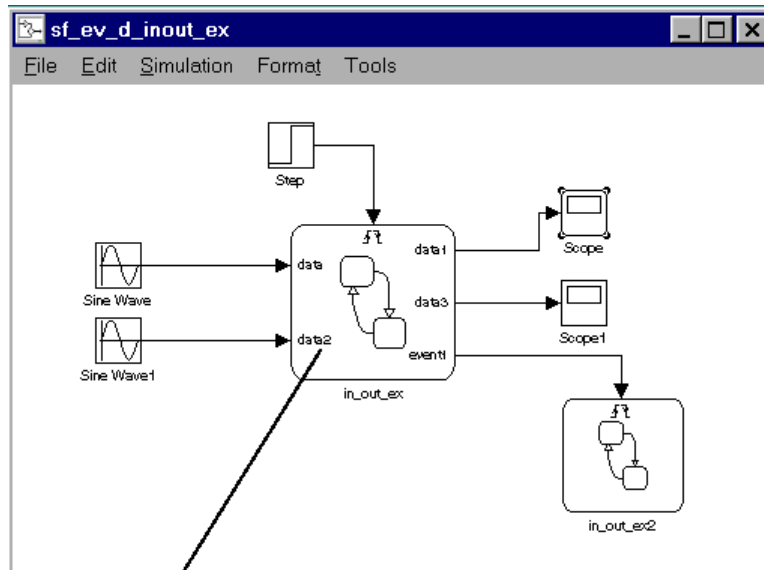 sf_ev_d_inout_ex
File Edit Simulation Format Tools
Step
data1
Scope
data
Sine Wave
data3
Scope1
data2
Sine Wave1
event1
in_out_ex
in_out_ex2